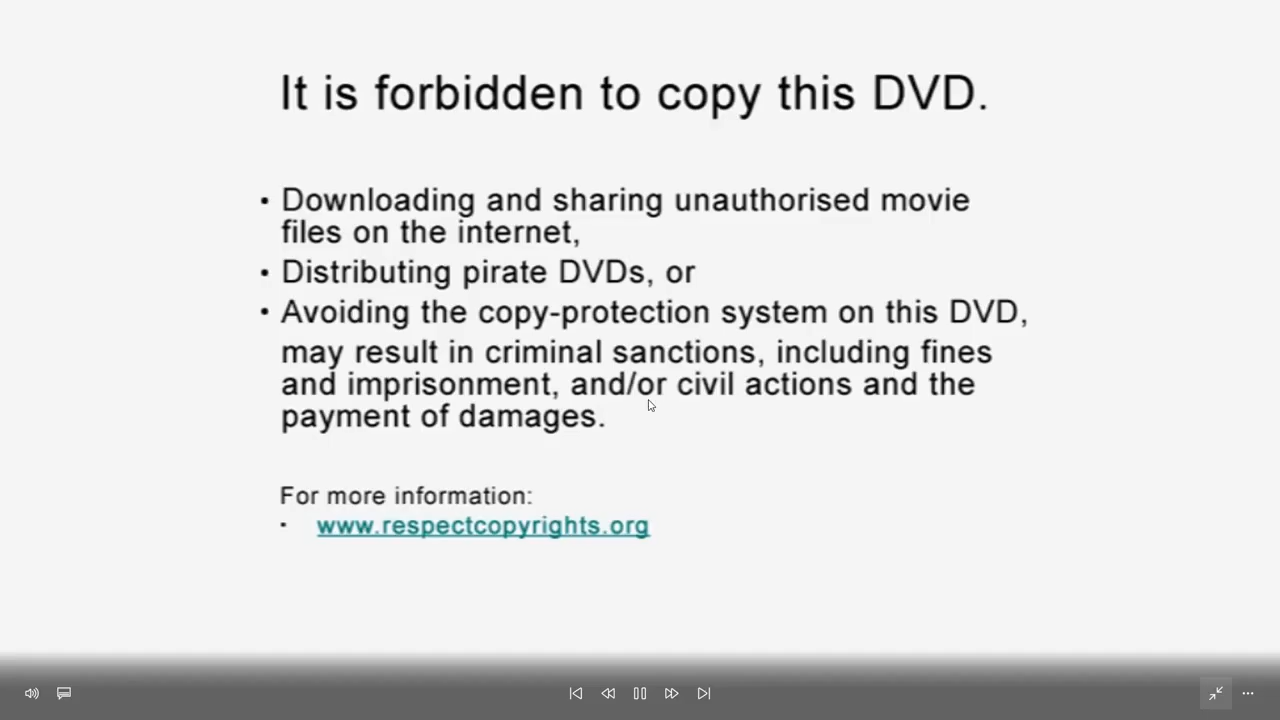 It is forbidden to copy this DVD.
• Downloading and sharing unauthorised movie
files on the internet,
• Distributing pirate DVDs, or
• Avoiding the copy-protection system on this DVD,
may result in criminal sanctions, including fines
and imprisonment, and/or civil actions and the
payment of damages.
For more information:
• www.respectcopyrights.org